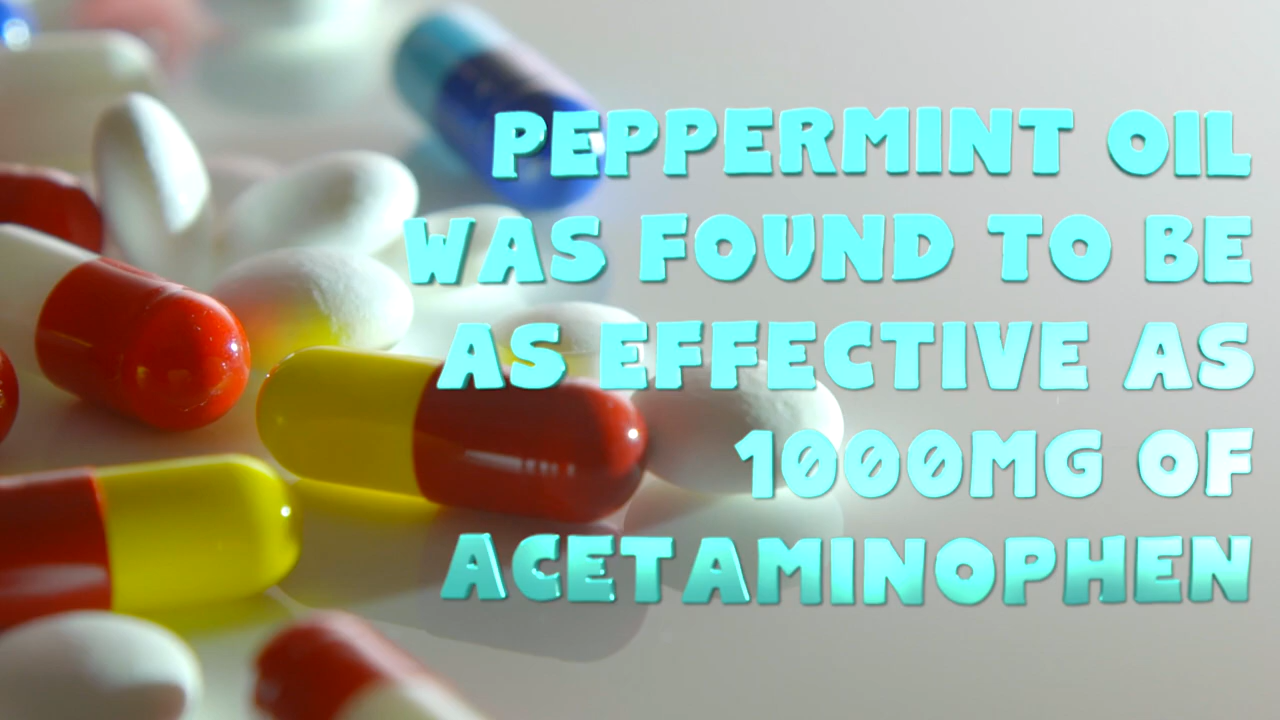 PEPPERMINT OIL
WAS FOUND TO BE
AS EFFECTIVE AS
1000MG OF
ACETAMINOPHEN